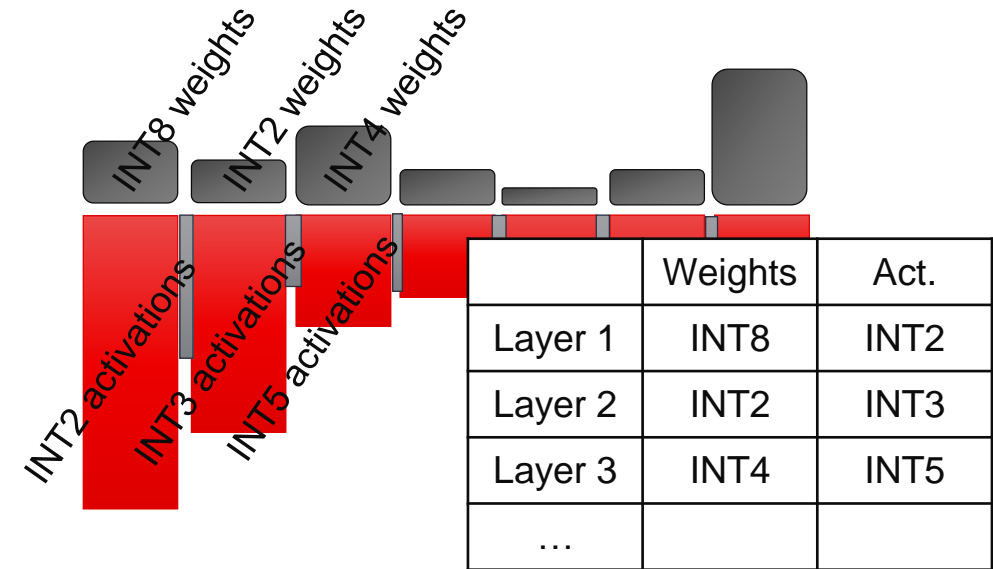 INT8 weights
INT2 weights
INT4 weights
INT2 activations
INT3 activations
INT5 activations
Weights Act.
Layer 1 INT8 INT2
Layer 2 INT2 INT3
Layer 3 INT4 INT5
…